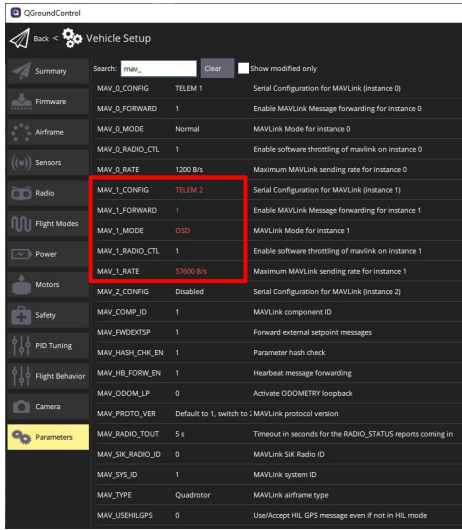 QGroundControl
Back < Vehicle Setup
Summary
Firmware
Airframe
Sensors
Radio
Flight Modes
Power
Motors
Safety
PID Tuning
Flight Behavior
Camera
Parameters
Search: mav_ Clear Show modified only
MAV_0_CONFIG TELEM 1 Serial Configuration for MAVLink (instance 0)
MAV_0_FORWARD 1 Enable MAVLink Message forwarding for instance 0
MAV_0_MODE Normal MAVLink Mode for instance 0
MAV_0_RADIO_CTL 1 Enable software throttling of mavlink on instance 0
MAV_0_RATE 1200 B/s Maximum MAVLink sending rate for instance 0
MAV_1_CONFIG TELEM 2 Serial Configuration for MAVLink (instance 1)
MAV_1_FORWARD 1 Enable MAVLink Message forwarding for instance 1
MAV_1_MODE OSD MAVLink Mode for instance 1
MAV_1_RADIO_CTL 1 Enable software throttling of mavlink on instance 1
MAV_1_RATE 57600 B/s Maximum MAVLink sending rate for instance 1
MAV_2_CONFIG Disabled Serial Configuration for MAVLink (instance 2)
MAV_COMP_ID 1 MAVLink component ID
MAV_FWDEXTSP 1 Forward external setpoint messages
MAV_HASH_CHK_EN 1 Parameter hash check
MAV_HB_FORW_EN 1 Hearbeat message forwarding
MAV_ODOM_LP 0 Activate ODOMETRY loopback
MAV_PROTO_VER Default to 1, switch to MAVLink protocol version
MAV_RADIO_TOUT 5 s Timeout in seconds for the RADIO_STATUS reports coming in
MAV_SIK_RADIO_ID 0 MAVLink SiK Radio ID
MAV_SYS_ID 1 MAVLink system ID
MAV_TYPE Quadrotor MAVLink airframe type
MAV_USEHILGPS 0 Use/Accept HIL GPS message even if not in HIL mode